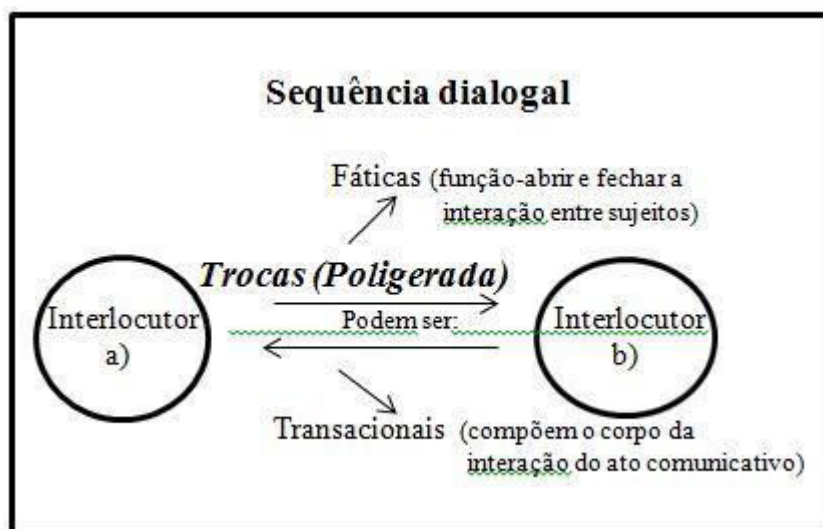 Sequência dialogal
Fáticas (função-abrir e fechar a
interação entre sujeitos)
Trocas (Poligerada)
Interlocutor
a)
Podem ser:
Interlocutor
b)
Transacionais (compõem o corpo da
interação do ato comunicativo)